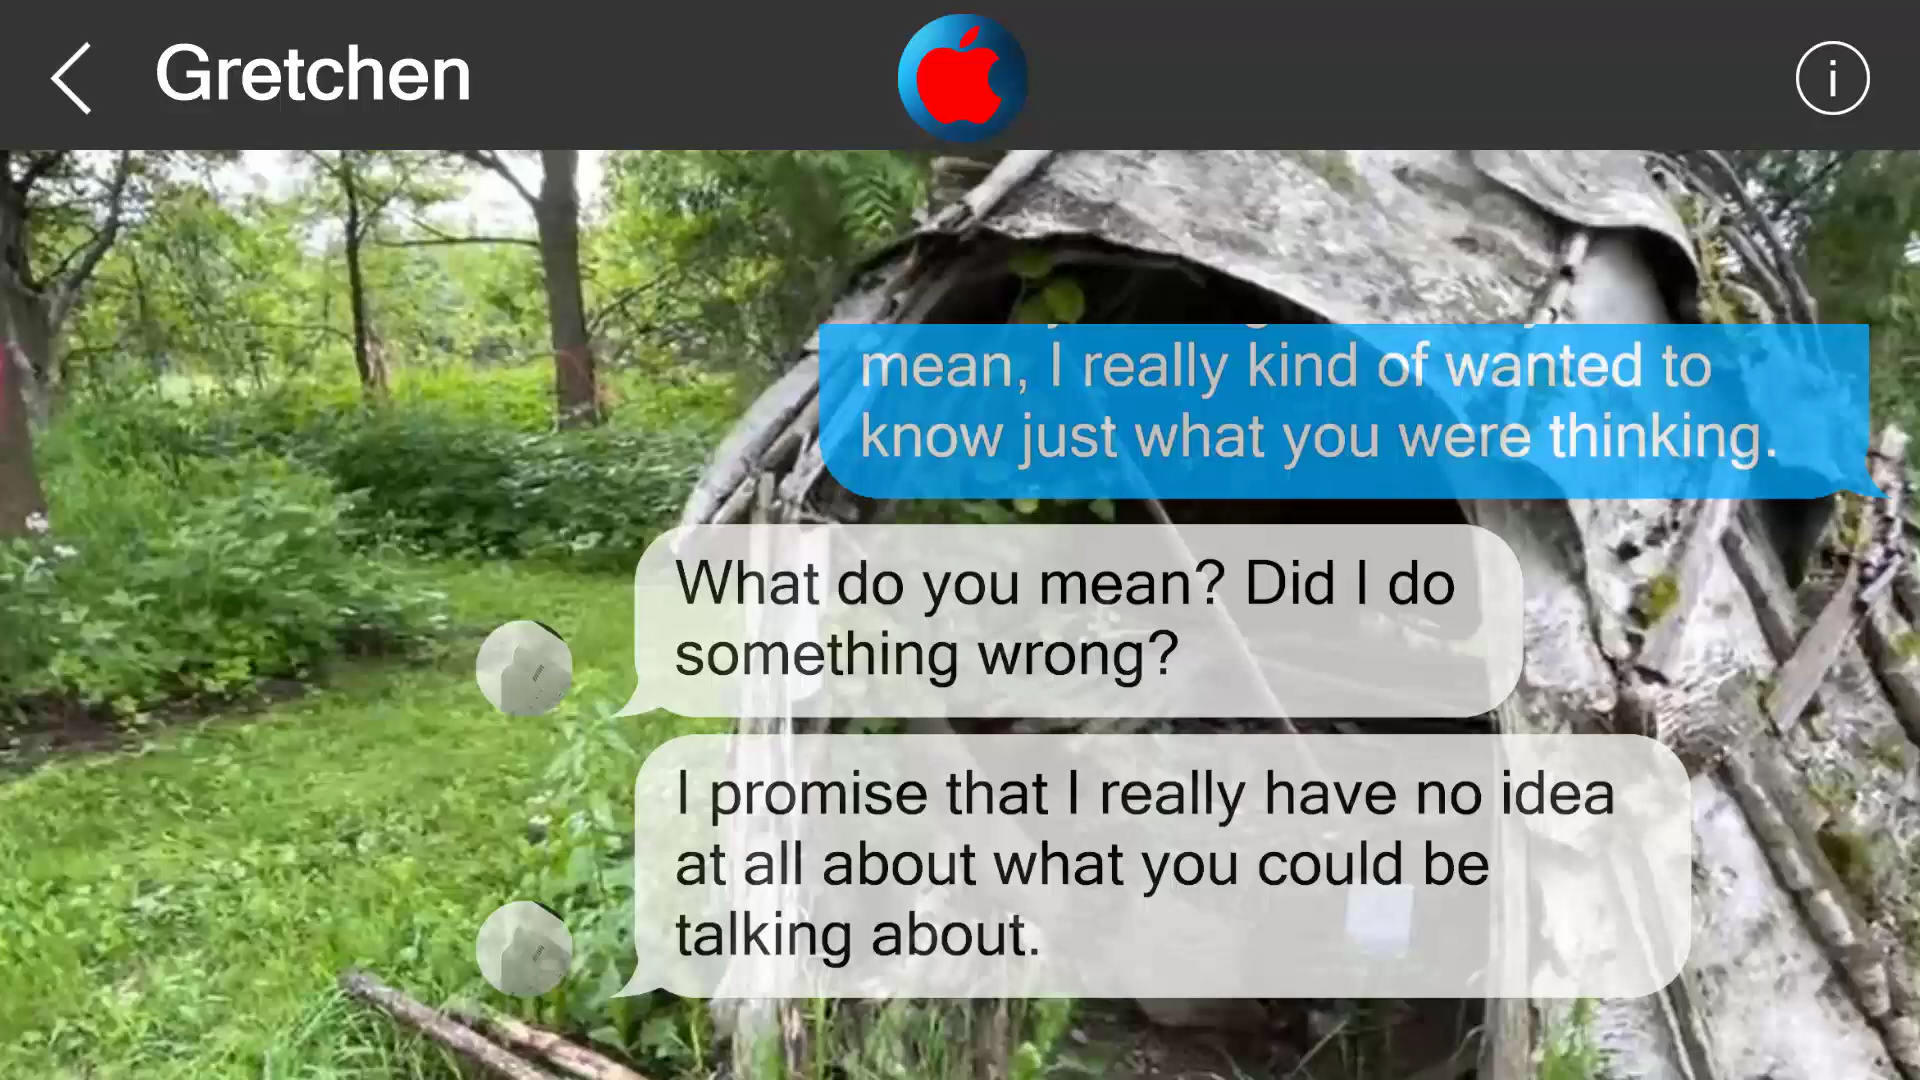 Gretchen
mean, I really kind of wanted to
know just what you were thinking.
What do you mean? Did I do
something wrong?
I promise that I really have no idea
at all about what you could be
talking about.